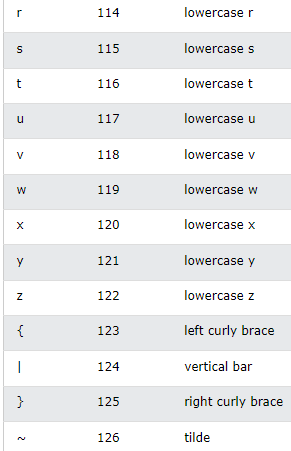 r 114 lowercase r
s 115 lowercase s
t 116 lowercase t
u 117 lowercase u
v 118 lowercase v
w 119 lowercase w
x 120 lowercase x
y 121 lowercase y
z 122 lowercase z
{ 123 left curly brace
| 124 vertical bar
} 125 right curly brace
~ 126 tilde